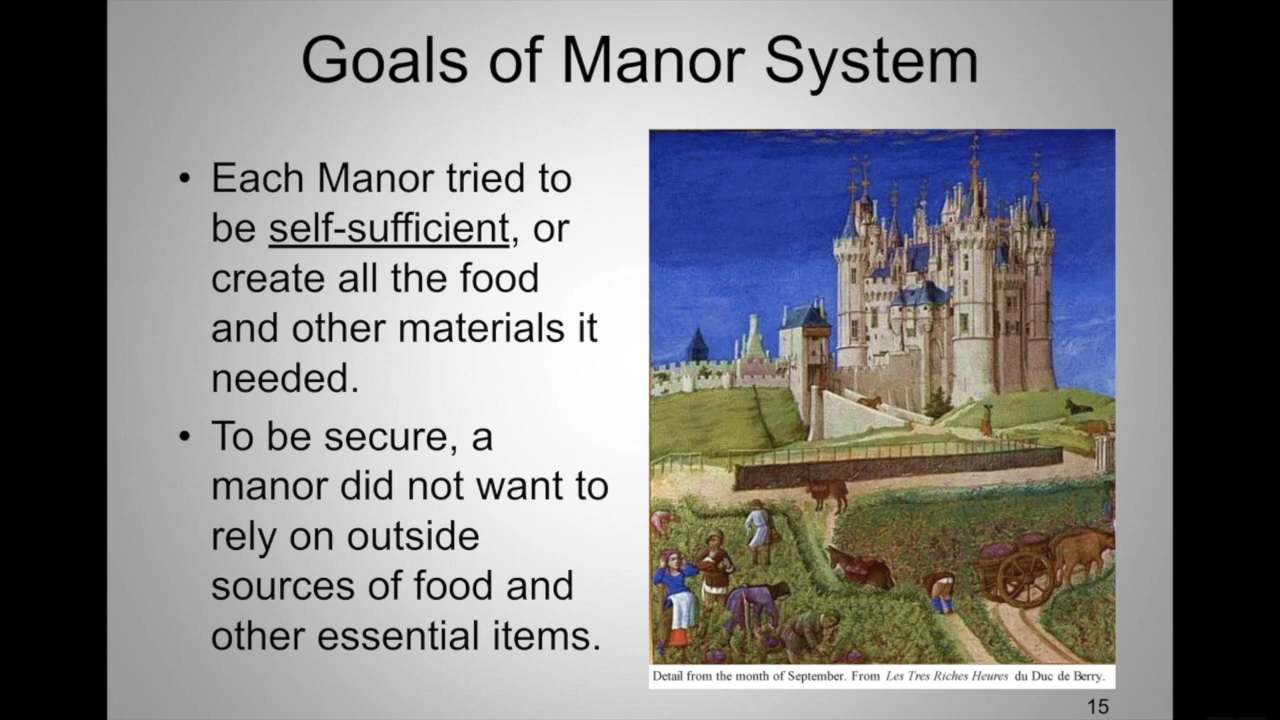 Goals of Manor System
• Each Manor tried to
be self-sufficient, or
create all the food
and other materials it
needed.
• To be secure, a
manor did not want to
rely on outside
sources of food and
other essential items.
Detail from the month of September. From Les Tres Riches Heures du Duc de Berry.
15